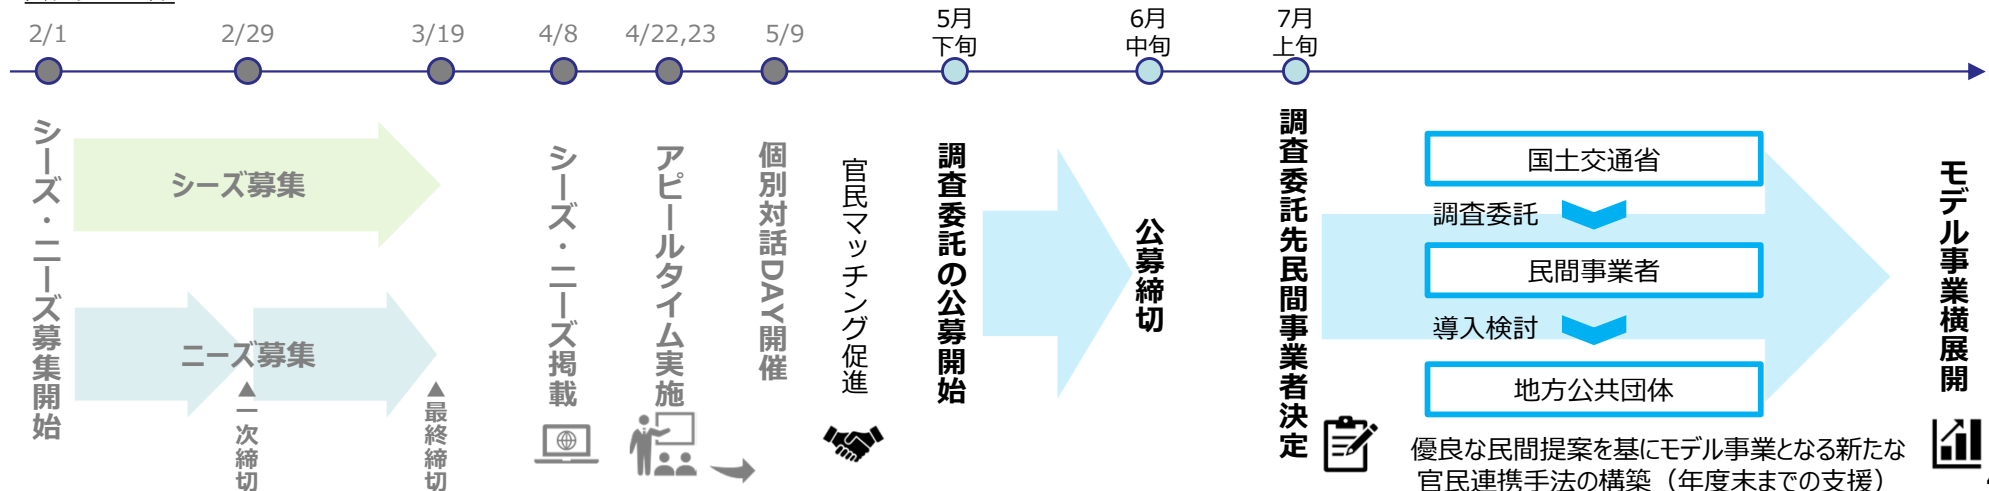 2/1
2/29
3/19
4/8
4/22,23
5/9
5月
下旬
6月
中旬
7月
上旬
シーズ・ニーズ募集開始
シーズ募集
ニーズ募集
▲一次締切
▲最終締切
シーズ・ニーズ掲載
アピールタイム実施
個別対話DAY開催
官民マッチング促進
調査委託の公募開始
公募締切
調査委託先民間事業者決定
国土交通省
調査委託
民間事業者
導入検討
地方公共団体
優良な民間提案を基にモデル事業となる新たな
官民連携手法の構築（年度末までの支援）
モデル事業横展開